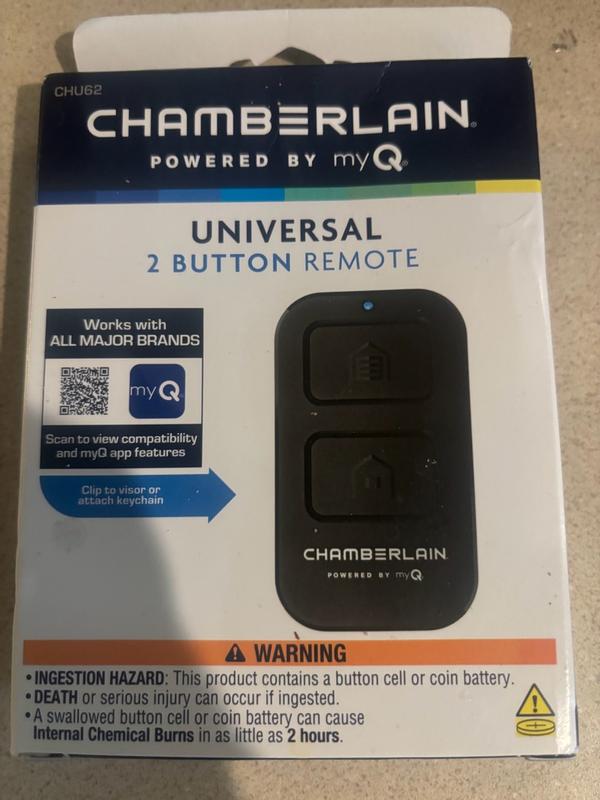 CHU62
CHAMBERLAIN®
POWERED BY myQ®
UNIVERSAL
2 BUTTON REMOTE
Works with
ALL MAJOR BRANDS
myQ
Scan to view compatibility
and myQ app features
Clip to visor or
attach keychain
CHAMBERLAIN
POWERED BY myQ
WARNING
•INGESTION HAZARD: This product contains a button cell or coin battery.
•DEATH or serious injury can occur if ingested.
•A swallowed button cell or coin battery can cause
Internal Chemical Burns in as little as 2 hours.